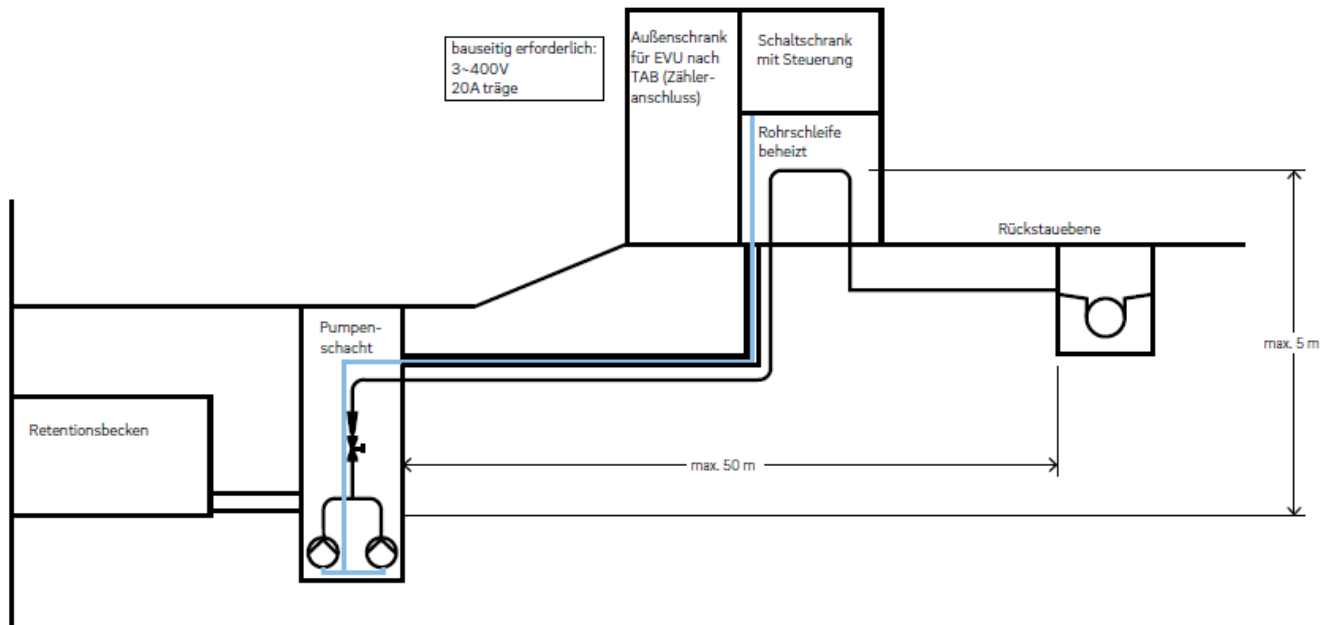 bauseitig erforderlich:
3~400V
20A träge
Außenschrank
für EVU nach
TAB (Zähler-
anschluss)
Schaltschrank
mit Steuerung
Rohrschleife
beheizt
Rückstauebene
Pumpen-
schacht
max. 5 m
Retentionsbecken
max. 50 m